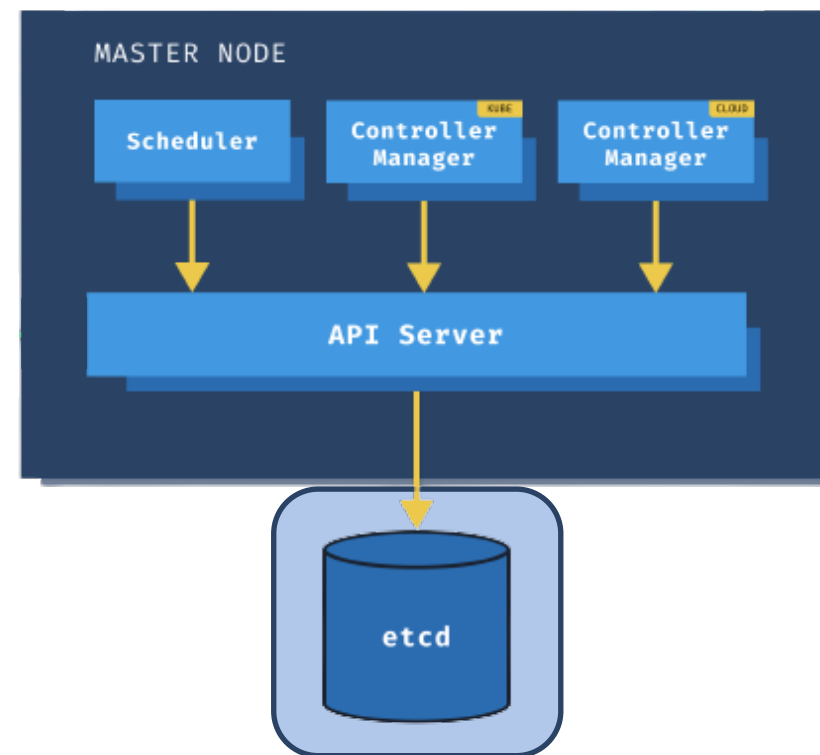 MASTER NODE
Scheduler
KUBE
Controller
Manager
CLOUD
Controller
Manager
API Server
etcd